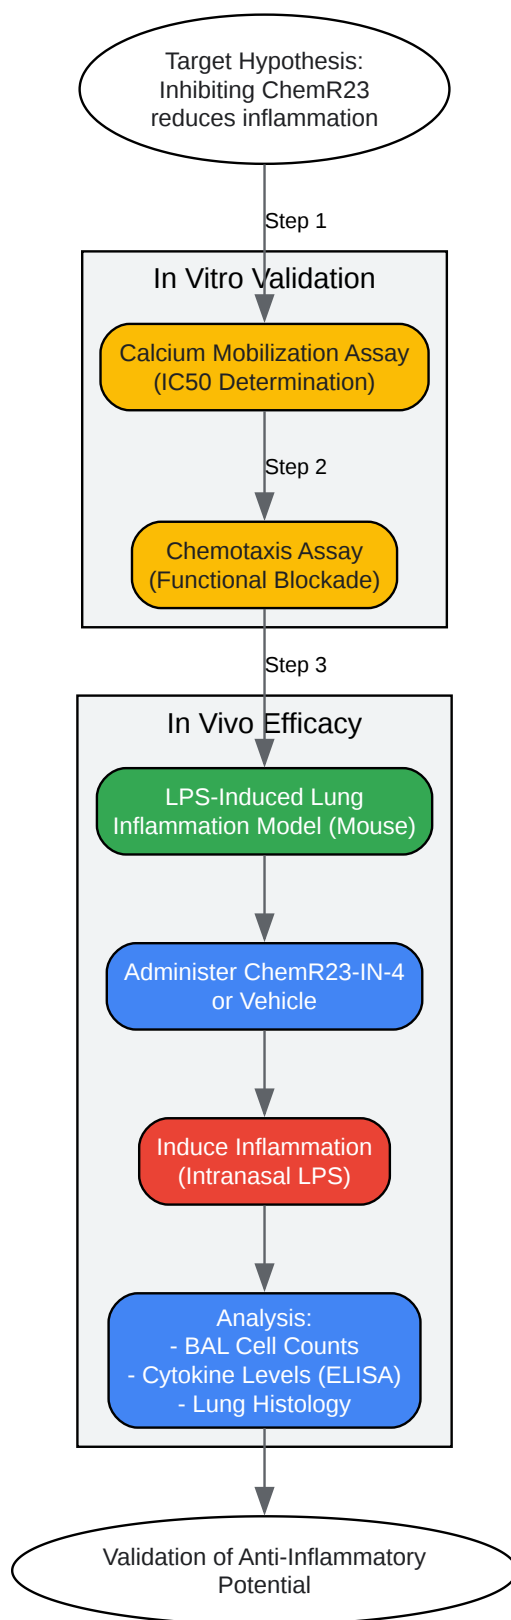 Target Hypothesis:
Inhibiting ChemR23
reduces inflammation
Step 1
In Vitro Validation
Calcium Mobilization Assay
(IC50 Determination)
Step 2
Chemotaxis Assay
(Functional Blockade)
Step 3
In Vivo Efficacy
LPS-Induced Lung
Inflammation Model (Mouse)
Administer ChemR23-IN-4
or Vehicle
Induce Inflammation
(Intranasal LPS)
Analysis:
- BAL Cell Counts
- Cytokine Levels (ELISA)
- Lung Histology
Validation of Anti-Inflammatory
Potential